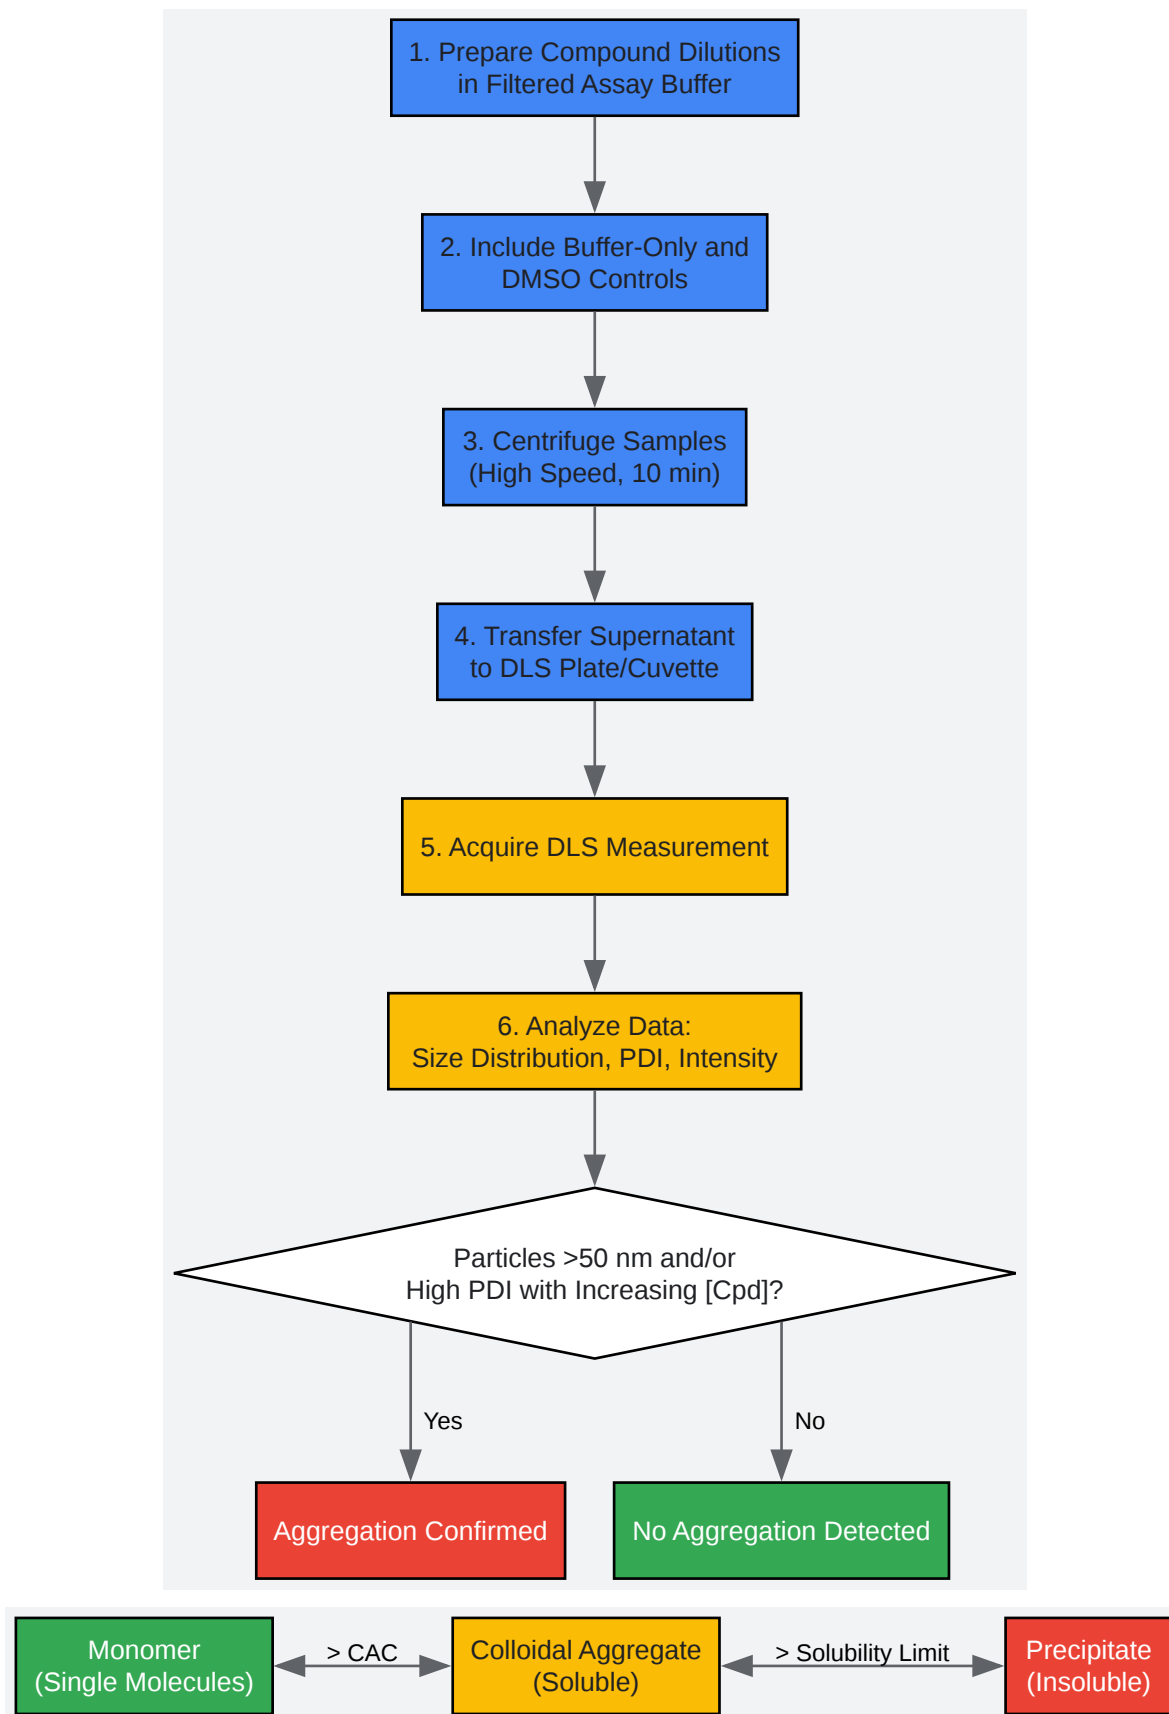 1. Prepare Compound Dilutions
in Filtered Assay Buffer
2. Include Buffer-Only and
DMSO Controls
3. Centrifuge Samples
(High Speed, 10 min)
4. Transfer Supernatant
to DLS Plate/Cuvette
5. Acquire DLS Measurement
6. Analyze Data:
Size Distribution, PDI, Intensity
Particles >50 nm and/or
High PDI with Increasing [Cpd]?
Yes
No
Aggregation Confirmed
No Aggregation Detected
Monomer
(Single Molecules)
> CAC
Colloidal Aggregate
(Soluble)
> Solubility Limit
Precipitate
(Insoluble)